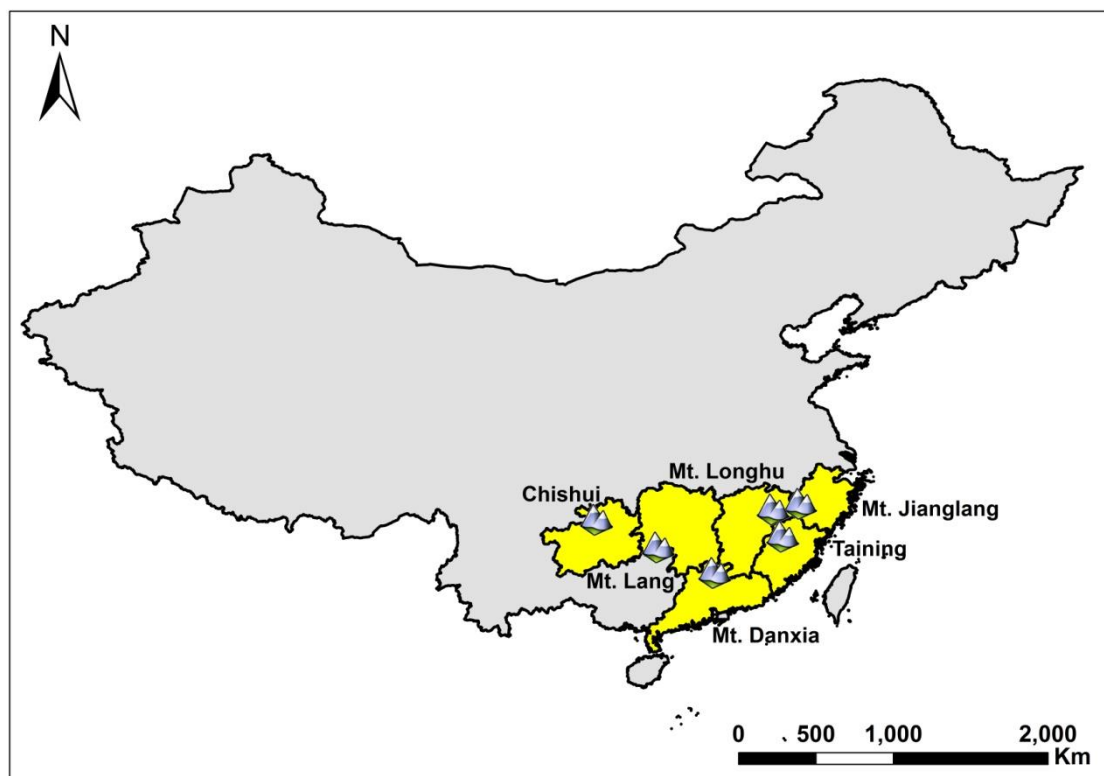 N
Mt. Longhu
Chishui
Mt. Jianglang
Taining
Mt. Lang
Mt. Danxia
0 500 1,000 2,000
Km